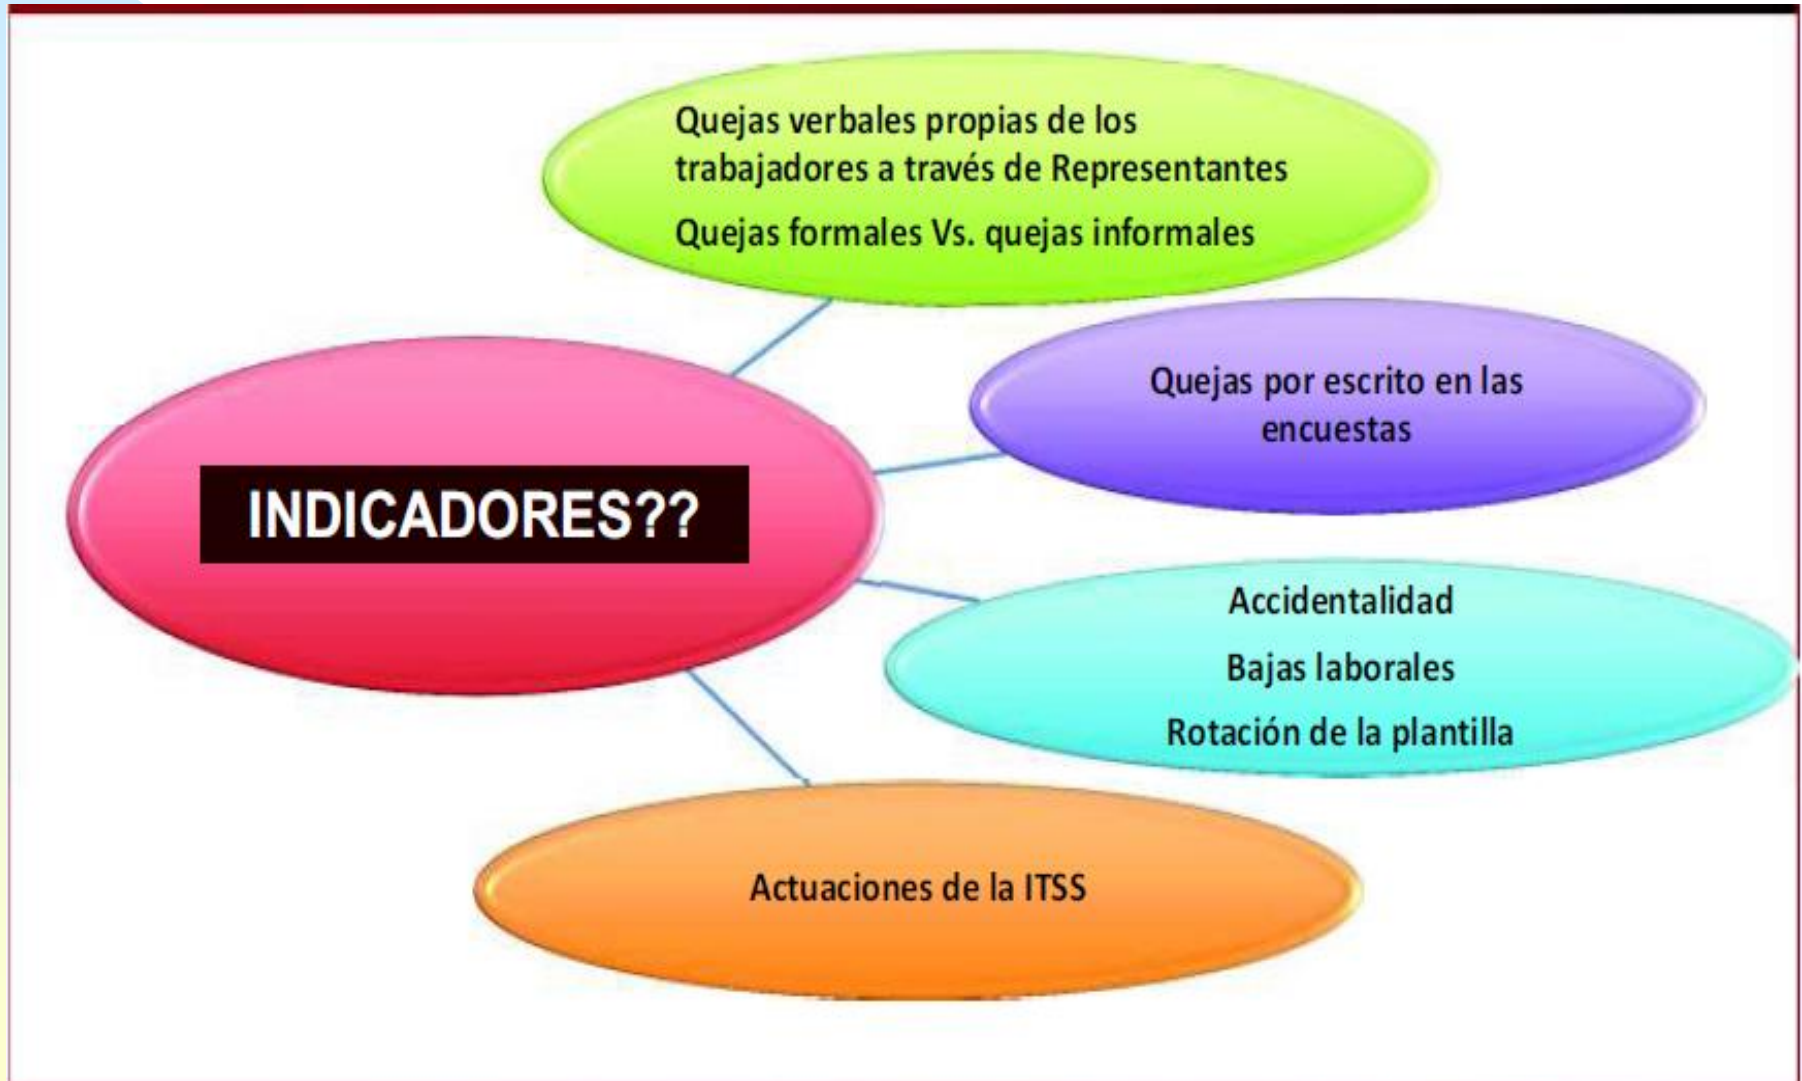 Quejas verbales propias de los
trabajadores a través de Representantes
Quejas formales Vs. quejas informales
Quejas por escrito en las
encuestas
INDICADORES??
Accidentalidad
Bajas laborales
Rotación de la plantilla
Actuaciones de la ITSS